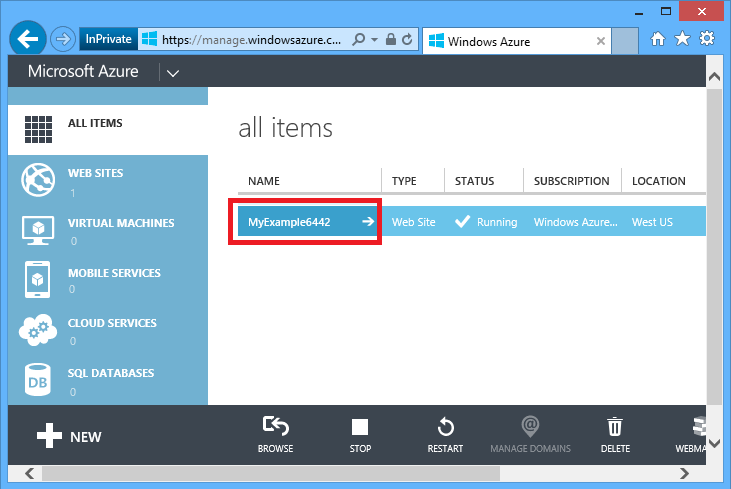 InPrivate
https://manage.windowsazure.c...
Windows Azure
Microsoft Azure
ALL ITEMS
WEB SITES
1
VIRTUAL MACHINES
0
MOBILE SERVICES
0
CLOUD SERVICES
0
SQL DATABASES
DB
0
all items
NAME TYPE STATUS SUBSCRIPTION LOCATION
MyExample6442 Web Site Running Windows Azure... West US
NEW
BROWSE STOP RESTART MANAGE DOMAINS DELETE WEBMA